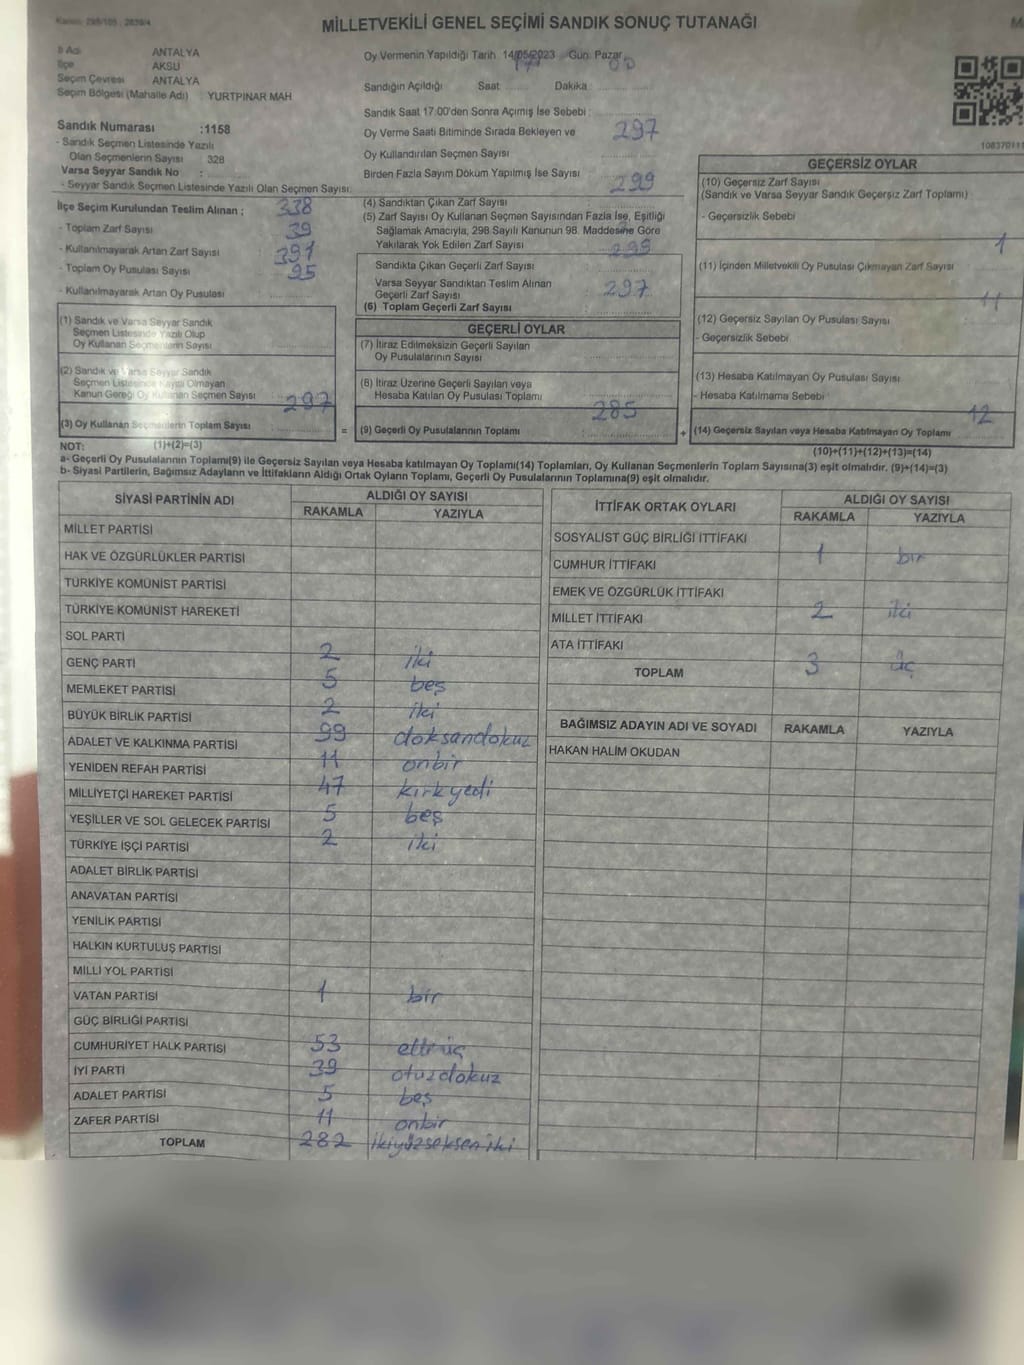 MİLLETVEKİLİ GENEL SEÇİMİ SANDIK SONUÇ TUTANAĞI
İl Adı ANTALYA
İlçe AKSU
Seçim Çevresi ANTALYA
Seçim Bölgesi (Mahalle Adı) : YURTPINAR MAH
Sandık Numarası :1158
- Sandık Seçmen Listesinde Yazılı
Olan Seçmenlerin Sayısı : 328
Varsa Seyyar Sandık No :
- Seyyar Sandık Seçmen Listesinde Yazılı Olan Seçmen Sayısı:
Oy Vermenin Yapıldığı Tarih 14/05/2023 Gün: Pazar
Sandığın Açıldığı Saat Dakika
Sandık Saat 17:00'den Sonra Açımış İse Sebebi :
Oy Verme Saati Bitiminde Sırada Bekleyen ve 297
Oy Kullandırılan Seçmen Sayısı
Birden Fazla Sayım Döküm Yapılmış İse Sayısı 299
İlçe Seçim Kurulundan Teslim Alınan : 338
- Toplam Zarf Sayısı 39
- Kullanılmayarak Artan Zarf Sayısı 391
- Toplam Oy Pusulası Sayısı 95
- Kullanılmayarak Artan Oy Pusulası
(4) Sandıktan Çıkan Zarf Sayısı
(5) Zarf Sayısı Oy Kullanan Seçmen Sayısından Fazla İse, Eşitliği
Sağlamak Amacıyla, 298 Sayılı Kanunun 98. Maddesine Göre
Yakılarak Yok Edilen Zarf Sayısı
Sandıkta Çıkan Geçerli Zarf Sayısı
Varsa Seyyar Sandıktan Teslim Alınan 297
Geçerli Zarf Sayısı
(6) Toplam Geçerli Zarf Sayısı
GEÇERSİZ OYLAR
(10) Geçersiz Zarf Sayısı
(Sandık ve Varsa Seyyar Sandık Geçersiz Zarf Toplamı)
- Geçersizlik Sebebi
1
(11) İçinden Milletvekili Oy Pusulası Çıkmayan Zarf Sayısı
11
(12) Geçersiz Sayılan Oy Pusulası Sayısı
- Geçersizlik Sebebi
(13) Hesaba Katılmayan Oy Pusulası Sayısı
- Hesaba Katılmama Sebebi
12
(14) Geçersiz Sayılan veya Hesaba Katılmayan Oy Toplamı
(10)+(11)+(12)+(13)=(14)
(1) Sandık ve Varsa Seyyar Sandık
Seçmen Listesinde Yazılı Olup
Oy Kullanan Seçmenlerin Sayısı
(2) Sandık ve Varsa Seyyar Sandık
Seçmen Listesinde Kaydı Olmayan
Kanun Gereği Oy Kullanan Seçmen Sayısı 297
(3) Oy Kullanan Seçmenlerin Toplam Sayısı
GEÇERLİ OYLAR
(7) İtiraz Edilmeksizin Geçerli Sayılan
Oy Pusulalarının Sayısı
(8) İtiraz Üzerine Geçerli Sayılan veya
Hesaba Katılan Oy Pusulası Toplamı
285
= (9) Geçerli Oy Pusulalarının Toplamı +
NOT: (1)+(2)=(3)
a- Geçerli Oy Pusulalarının Toplamı(9) ile Geçersiz Sayılan veya Hesaba katılmayan Oy Toplamı(14) Toplamları, Oy Kullanan Seçmenlerin Toplam Sayısına(3) eşit olmalıdır. (9)+(14)=(3)
b- Siyasi Partilerin, Bağımsız Adayların ve İttifakların Aldığı Ortak Oyların Toplamı, Geçerli Oy Pusulalarının Toplamına(9) eşit olmalıdır.
SİYASİ PARTİNİN ADI ALDIĞI OY SAYISI
RAKAMLA YAZIYLA
MİLLET PARTİSİ
HAK VE ÖZGÜRLÜKLER PARTİSİ
TÜRKİYE KOMÜNİST PARTİSİ
TÜRKİYE KOMÜNİST HAREKETİ
SOL PARTİ
GENÇ PARTİ 2 iki
MEMLEKET PARTİSİ 5 beş
BÜYÜK BİRLİK PARTİSİ 2 iki
ADALET VE KALKINMA PARTİSİ 99 doksandokuz
YENİDEN REFAH PARTİSİ 11 onbir
MİLLİYETÇİ HAREKET PARTİSİ 47 kırkyedi
YEŞİLLER VE SOL GELECEK PARTİSİ 5 beş
TÜRKİYE İŞÇİ PARTİSİ 2 iki
ADALET BİRLİK PARTİSİ
ANAVATAN PARTİSİ
YENİLİK PARTİSİ
HALKIN KURTULUŞ PARTİSİ
MİLLİ YOL PARTİSİ
VATAN PARTİSİ 1 bir
GÜÇ BİRLİĞİ PARTİSİ
CUMHURİYET HALK PARTİSİ 53 elliüç
İYİ PARTİ 39 otuzdokuz
ADALET PARTİSİ 5 beş
ZAFER PARTİSİ 11 onbir
TOPLAM 282 ikiyüzsekseniki
İTTİFAK ORTAK OYLARI ALDIĞI OY SAYISI
RAKAMLA YAZIYLA
SOSYALİST GÜÇ BİRLİĞİ İTTİFAKI
CUMHUR İTTİFAKI 1 bir
EMEK VE ÖZGÜRLÜK İTTİFAKI
MİLLET İTTİFAKI 2 iki
ATA İTTİFAKI
TOPLAM 3 üç
BAĞIMSIZ ADAYIN ADI VE SOYADI RAKAMLA YAZIYLA
HAKAN HALİM OKUDAN